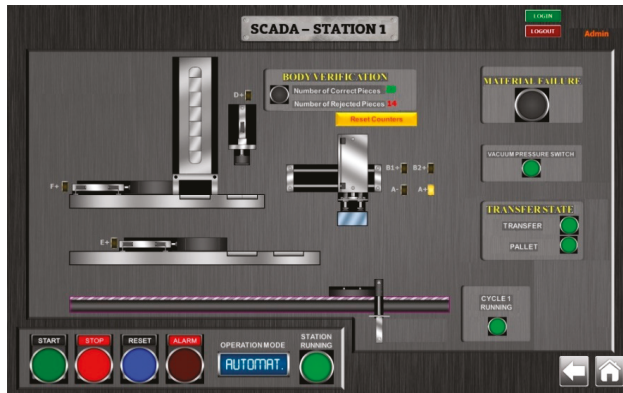 SCADA – STATION 1
LOGIN
LOGOUT
Admin
BODY VERIFICATION
Number of Correct Pieces
Number of Rejected Pieces 14
Reset Counters
MATERIAL FAILURE
D+
VACUUM PRESSURE SWITCH
B1+ B2+
A- A+
F+
TRANSFER STATE
TRANSFER
PALLET
E+
CYCLE 1
RUNNING
START STOP RESET ALARM
OPERATION MODE
AUTOMAT.
STATION
RUNNING